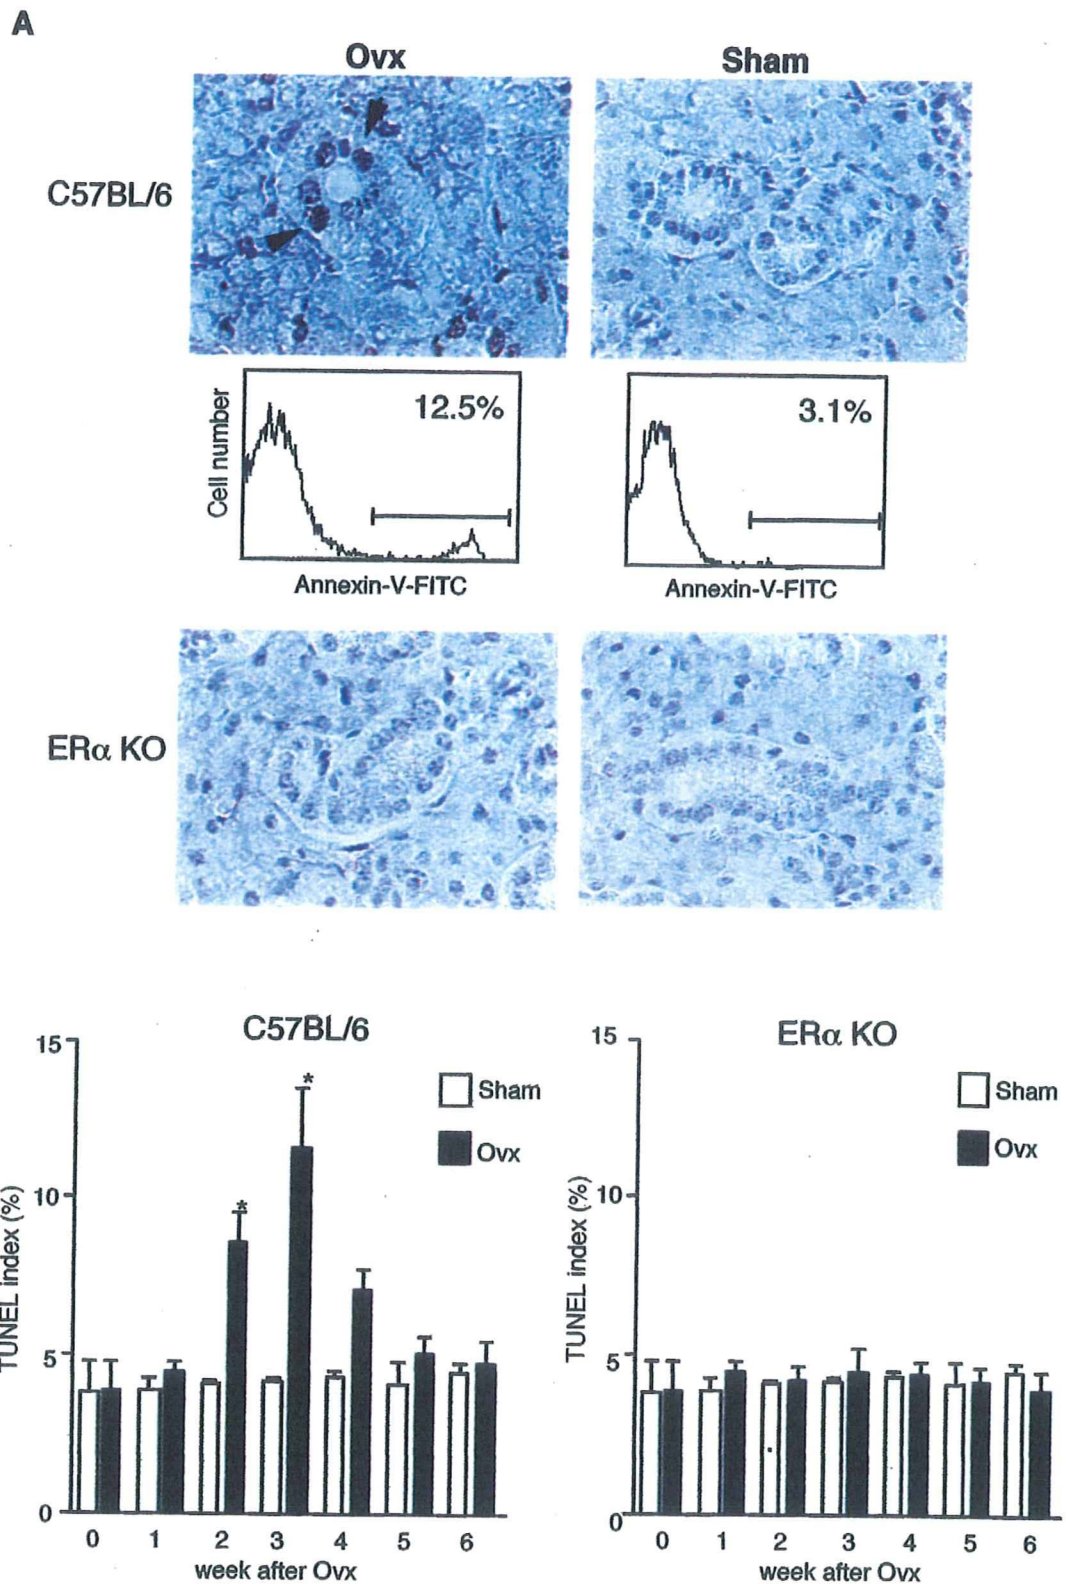 A
Ovx Sham
C57BL/6
12.5% 3.1%
Cell number
Annexin-V-FITC Annexin-V-FITC
ERα KO
C57BL/6 ERα KO
15 15
* Sham Sham
Ovx Ovx
*
10 10
TUNEL index (%) TUNEL index (%)
5 5
0 0
0 1 2 3 4 5 6 0 1 2 3 4 5 6
week after Ovx week after Ovx